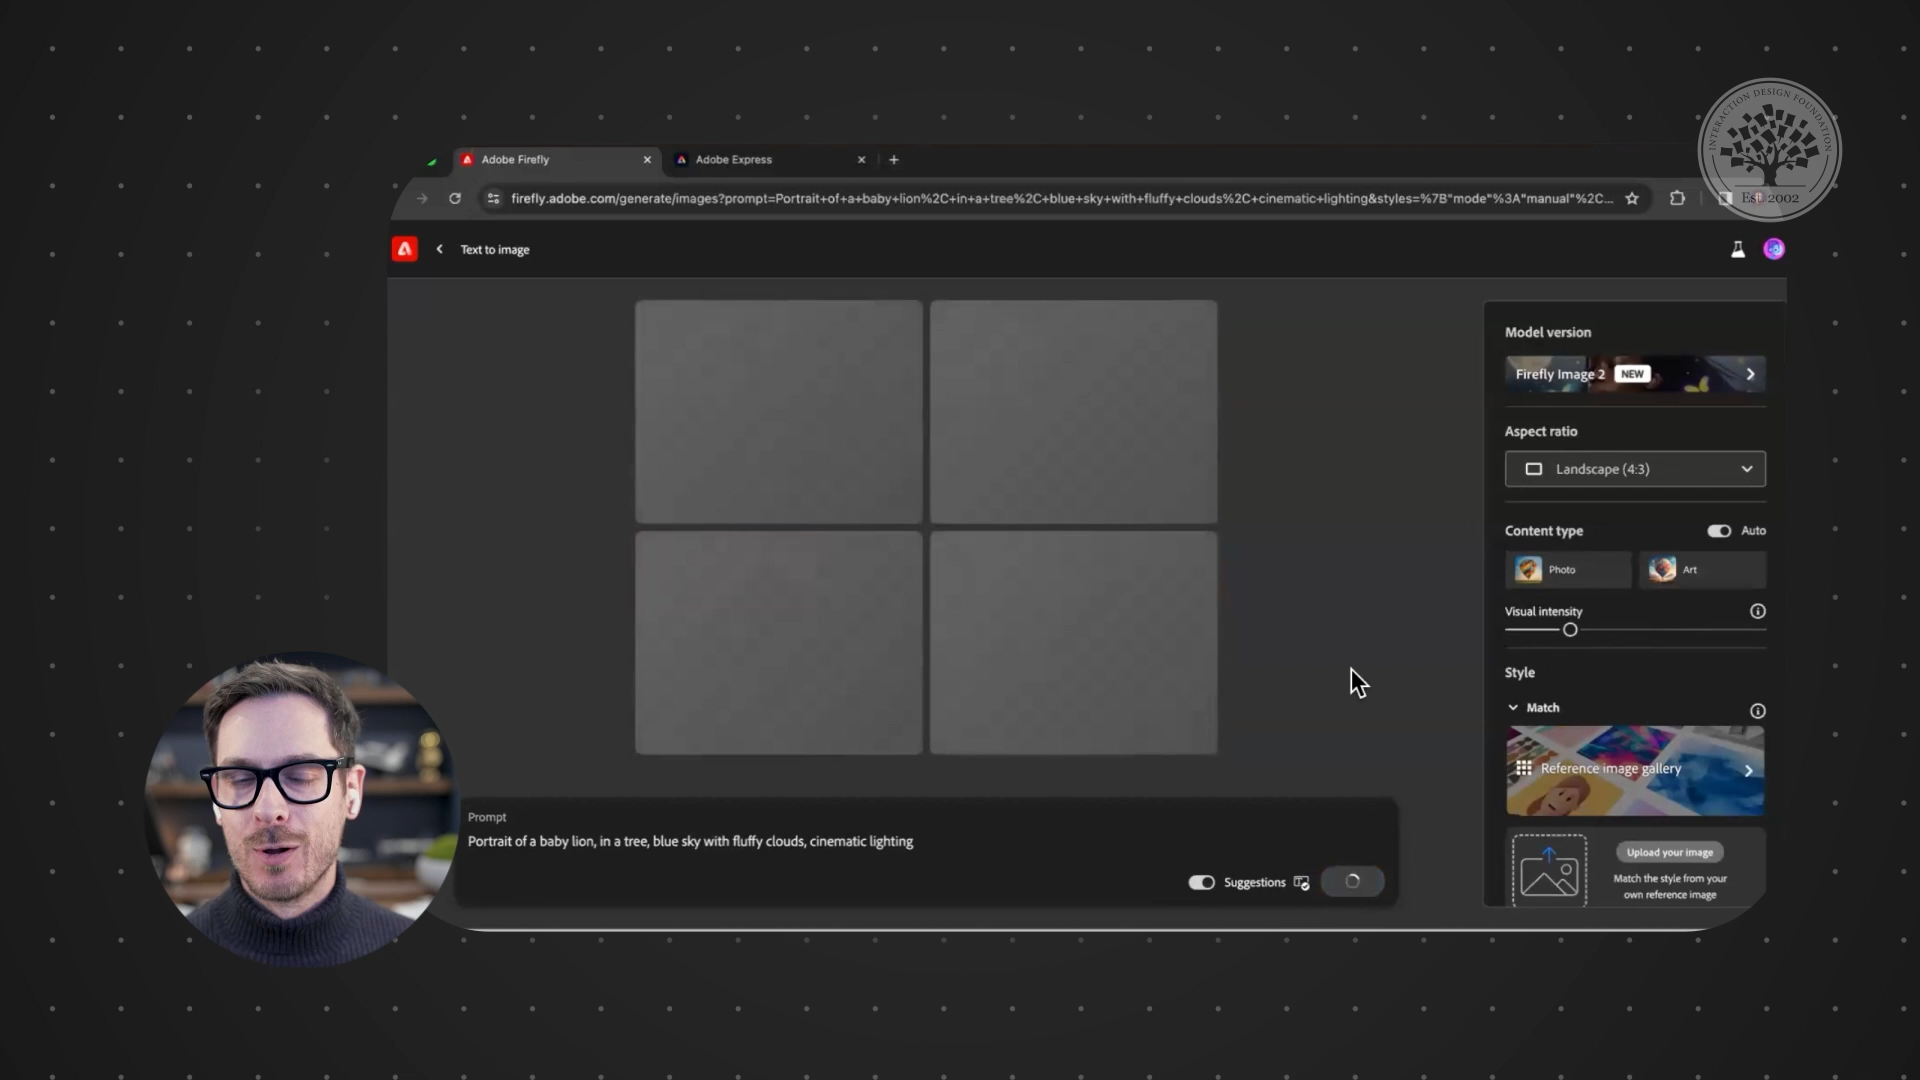 INTERACTION DESIGN FOUNDATION
Est. 2002
Adobe Firefly
Adobe Express
firefly.adobe.com/generate/images?prompt=Portrait+of+a+baby+lion%2C+in+a+tree%2C+blue+sky+with+fluffy+clouds%2C+cinematic+lighting&styles=%7B"mode"%3A"manual"%2C...
Text to image
Model version
Firefly Image 2 NEW
Aspect ratio
Landscape (4:3)
Content type
Auto
Photo
Art
Visual intensity
Style
Match
Reference image gallery
Upload your image
Match the style from your
own reference image
Prompt
Portrait of a baby lion, in a tree, blue sky with fluffy clouds, cinematic lighting
Suggestions